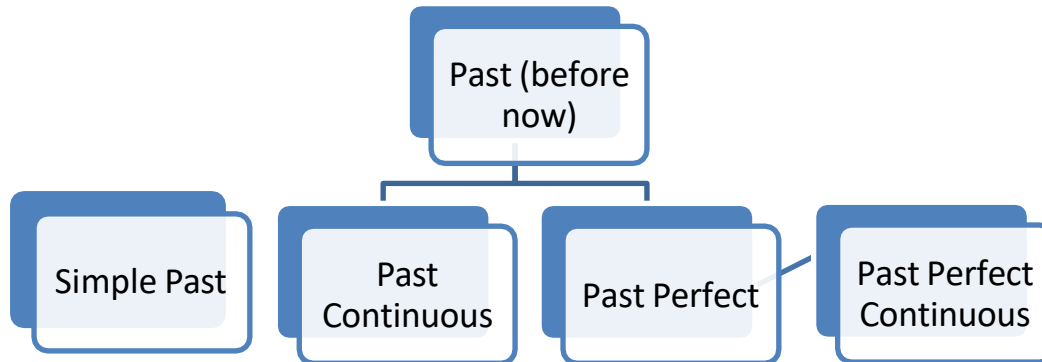 Past (before
now)
Simple Past
Past
Continuous
Past Perfect
Past Perfect
Continuous